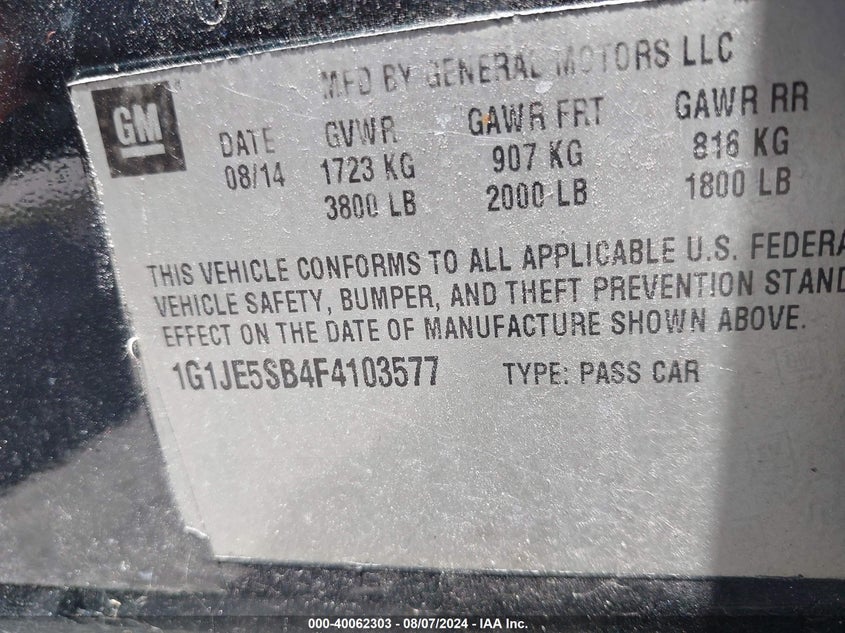 MFD BY GENERAL MOTORS LLC
GM
DATE GVWR GAWR FRT GAWR RR
08/14 1723 KG 907 KG 816 KG
3800 LB 2000 LB 1800 LB
THIS VEHICLE CONFORMS TO ALL APPLICABLE U.S. FEDERA
VEHICLE SAFETY, BUMPER, AND THEFT PREVENTION STAND
EFFECT ON THE DATE OF MANUFACTURE SHOWN ABOVE.
1G1JE5SB4F4103577 TYPE: PASS CAR
000-40062303 - 08/07/2024 - IAA Inc.